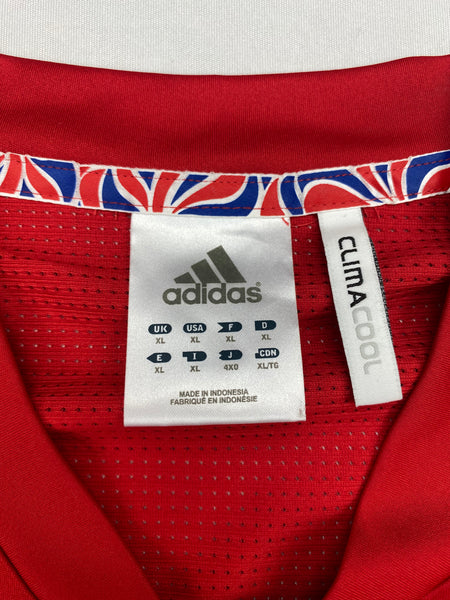 adidas
UK USA F D
XL XL XL XL
E I J CDN
XL XL 4XO XL/TG
MADE IN INDONESIA
FABRIQUÉ EN INDONÉSIE
CLIMACOOL